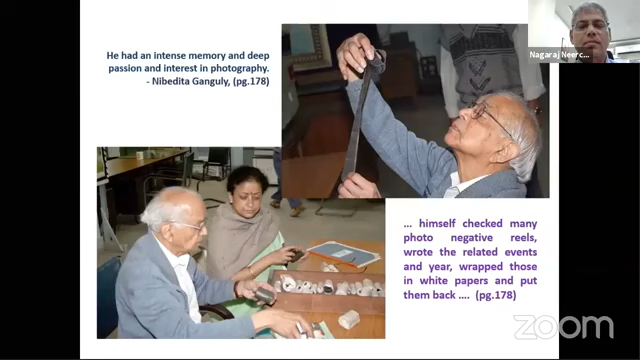 He had an intense memory and deep
passion and interest in photography.
- Nibedita Ganguly, (pg.178)
Nagaraj Neerc...
... himself checked many
photo negative reels,
wrote the related events
and year, wrapped those
in white papers and put
them back .... (pg.178)
zoom